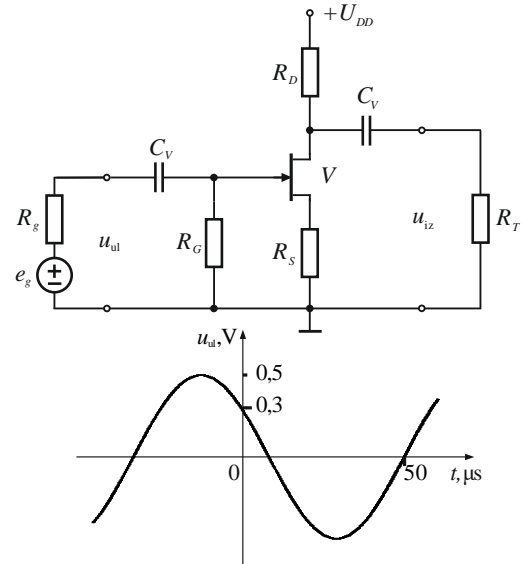 +U_DD
R_D
C_V
C_V
V
R_g
u_ul
R_G
R_S
u_iz
R_T
e_g
u_ul,V
0,5
0,3
0
50
t,µs